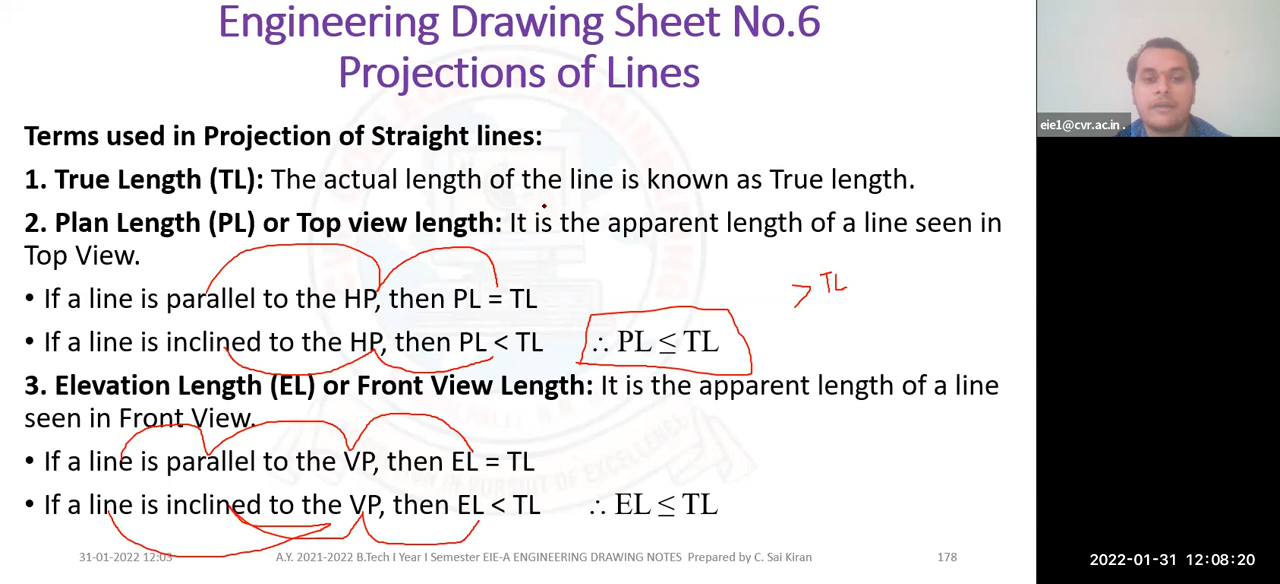 Engineering Drawing Sheet No.6
Projections of Lines
eie1@cvr.ac.in .
Terms used in Projection of Straight lines:
1. True Length (TL): The actual length of the line is known as True length.
2. Plan Length (PL) or Top view length: It is the apparent length of a line seen in
Top View.
> TL
• If a line is parallel to the HP, then PL = TL
• If a line is inclined to the HP, then PL < TL ∴ PL ≤ TL
3. Elevation Length (EL) or Front View Length: It is the apparent length of a line
seen in Front View.
• If a line is parallel to the VP, then EL = TL
• If a line is inclined to the VP, then EL < TL ∴ EL ≤ TL
31-01-2022 12:03 A.Y. 2021-2022 B.Tech I Year I Semester EIE-A ENGINEERING DRAWING NOTES Prepared by C. Sai Kiran 178
2022-01-31 12:08:20